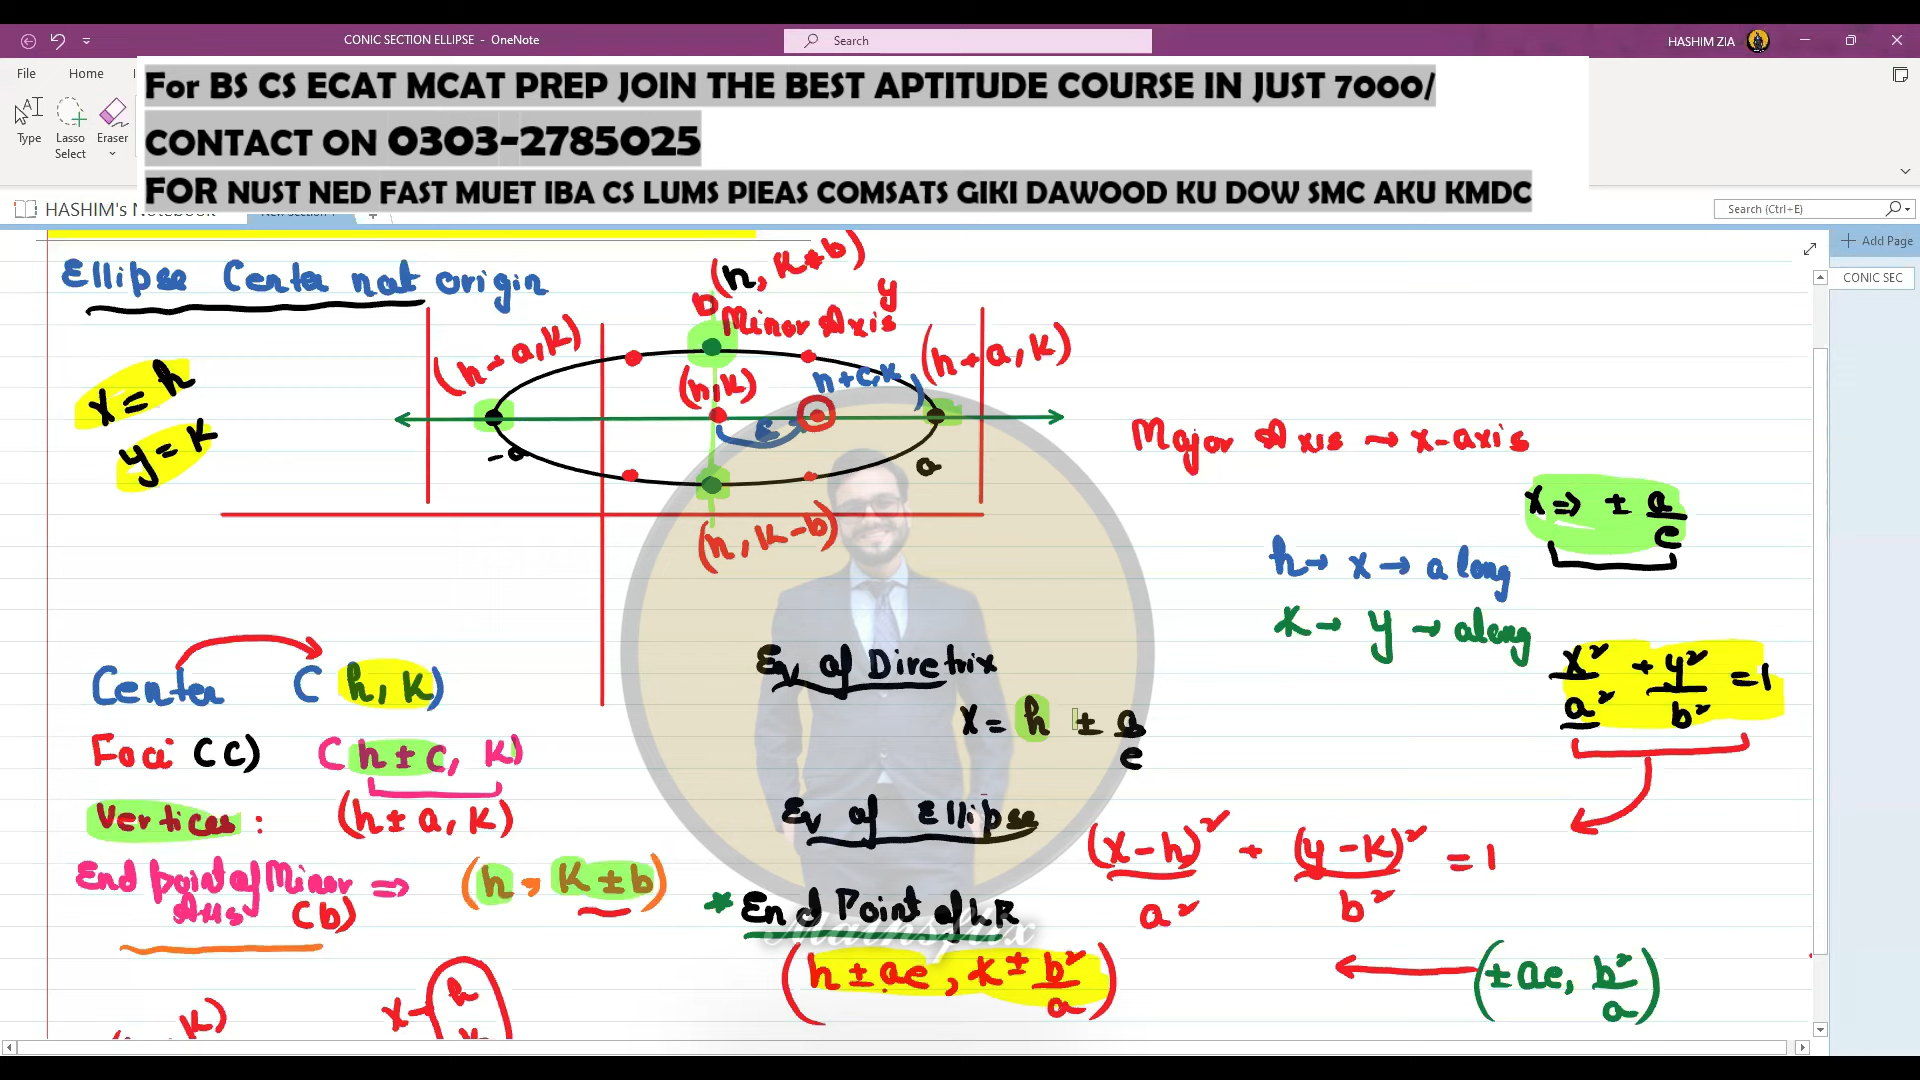 CONIC SECTION ELLIPSE - OneNote
Search
HASHIM ZIA
File
Home
For BS CS ECAT MCAT PREP JOIN THE BEST APTITUDE COURSE IN JUST 7000/
CONTACT ON 0303-2785025
FOR NUST NED FAST MUET IBA CS LUMS PIEAS COMSATS GIKI DAWOOD KU DOW SMC AKU KMDC
Type
Lasso Select
Eraser
HASHIM's Notebook
Search (Ctrl+E)
Add Page
CONIC SEC
Ellipse Center not origin
(h, k+b)
b
y
Minor Axis
(h-a, k)
(h+a, k)
(h,k)
h+c, k)
x = h
y = k
c
-a
a
(h, k-b)
Major Axis → x-axis
x ⇒ ± a/e
h → x → along
k → y → along
x²/a² + y²/b² = 1
Center C h, k)
Eq of Diretrix
x = h ± a/e
Foci (C) C h±c, k)
Vertices : (h±a, k)
Eq of Ellipse
(x-h)²/a² + (y-k)²/b² = 1
End point of Minor Axis (b) ⇒ (h, k±b)
* End Point of LR
(h±ae, k± b²/a)
(±ae, b²/a)
k)
x → h